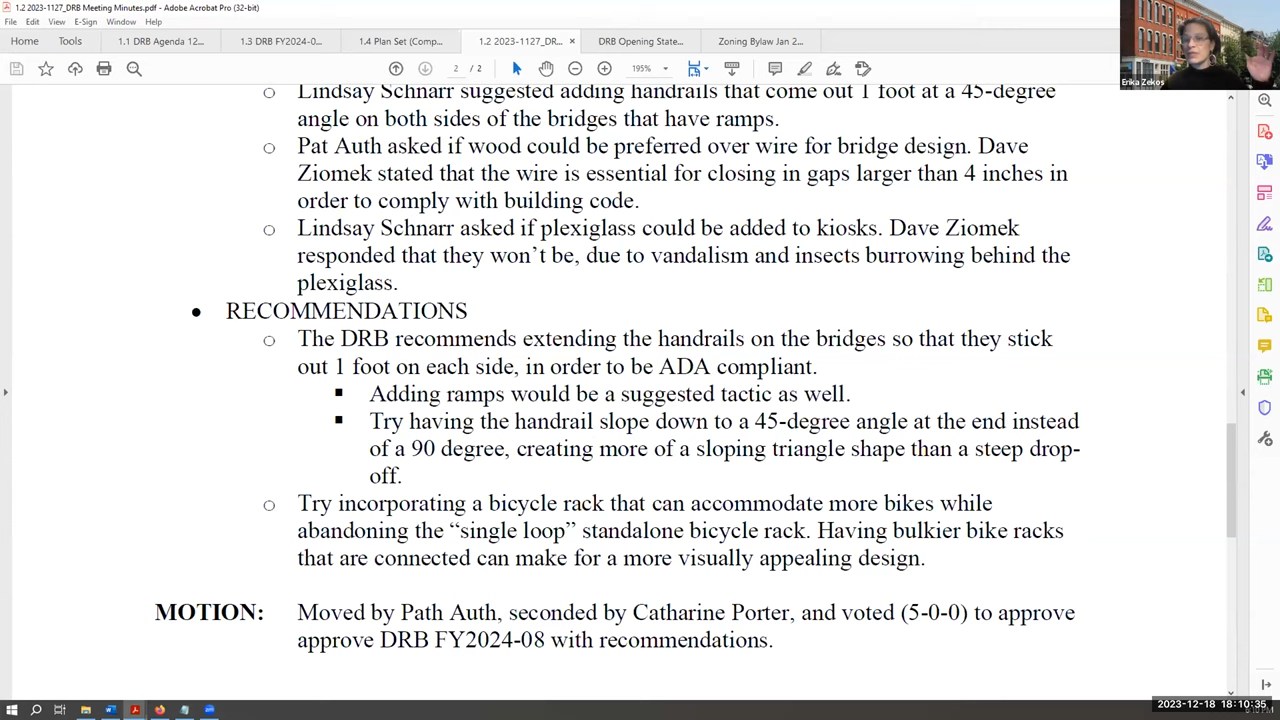 1.2 2023-1127_DRB Meeting Minutes.pdf - Adobe Acrobat Pro (32-bit)
File Edit View E-Sign Window Help
Home Tools 1.1 DRB Agenda 12... 1.3 DRB FY2024-0... 1.4 Plan Set (Comp... 1.2 2023-1127_DR... × DRB Opening State... Zoning Bylaw Jan 2...
2 195%
Erika Zekos
Lindsay Schnarr suggested adding handrails that come out 1 foot at a 45-degree
angle on both sides of the bridges that have ramps.
Pat Auth asked if wood could be preferred over wire for bridge design. Dave
Ziomek stated that the wire is essential for closing in gaps larger than 4 inches in
order to comply with building code.
Lindsay Schnarr asked if plexiglass could be added to kiosks. Dave Ziomek
responded that they won’t be, due to vandalism and insects burrowing behind the
plexiglass.
• RECOMMENDATIONS
The DRB recommends extending the handrails on the bridges so that they stick
out 1 foot on each side, in order to be ADA compliant.
Adding ramps would be a suggested tactic as well.
Try having the handrail slope down to a 45-degree angle at the end instead
of a 90 degree, creating more of a sloping triangle shape than a steep drop-
off.
Try incorporating a bicycle rack that can accommodate more bikes while
abandoning the “single loop” standalone bicycle rack. Having bulkier bike racks
that are connected can make for a more visually appealing design.
MOTION: Moved by Path Auth, seconded by Catharine Porter, and voted (5-0-0) to approve
approve DRB FY2024-08 with recommendations.
2023-12-18 18:10:35